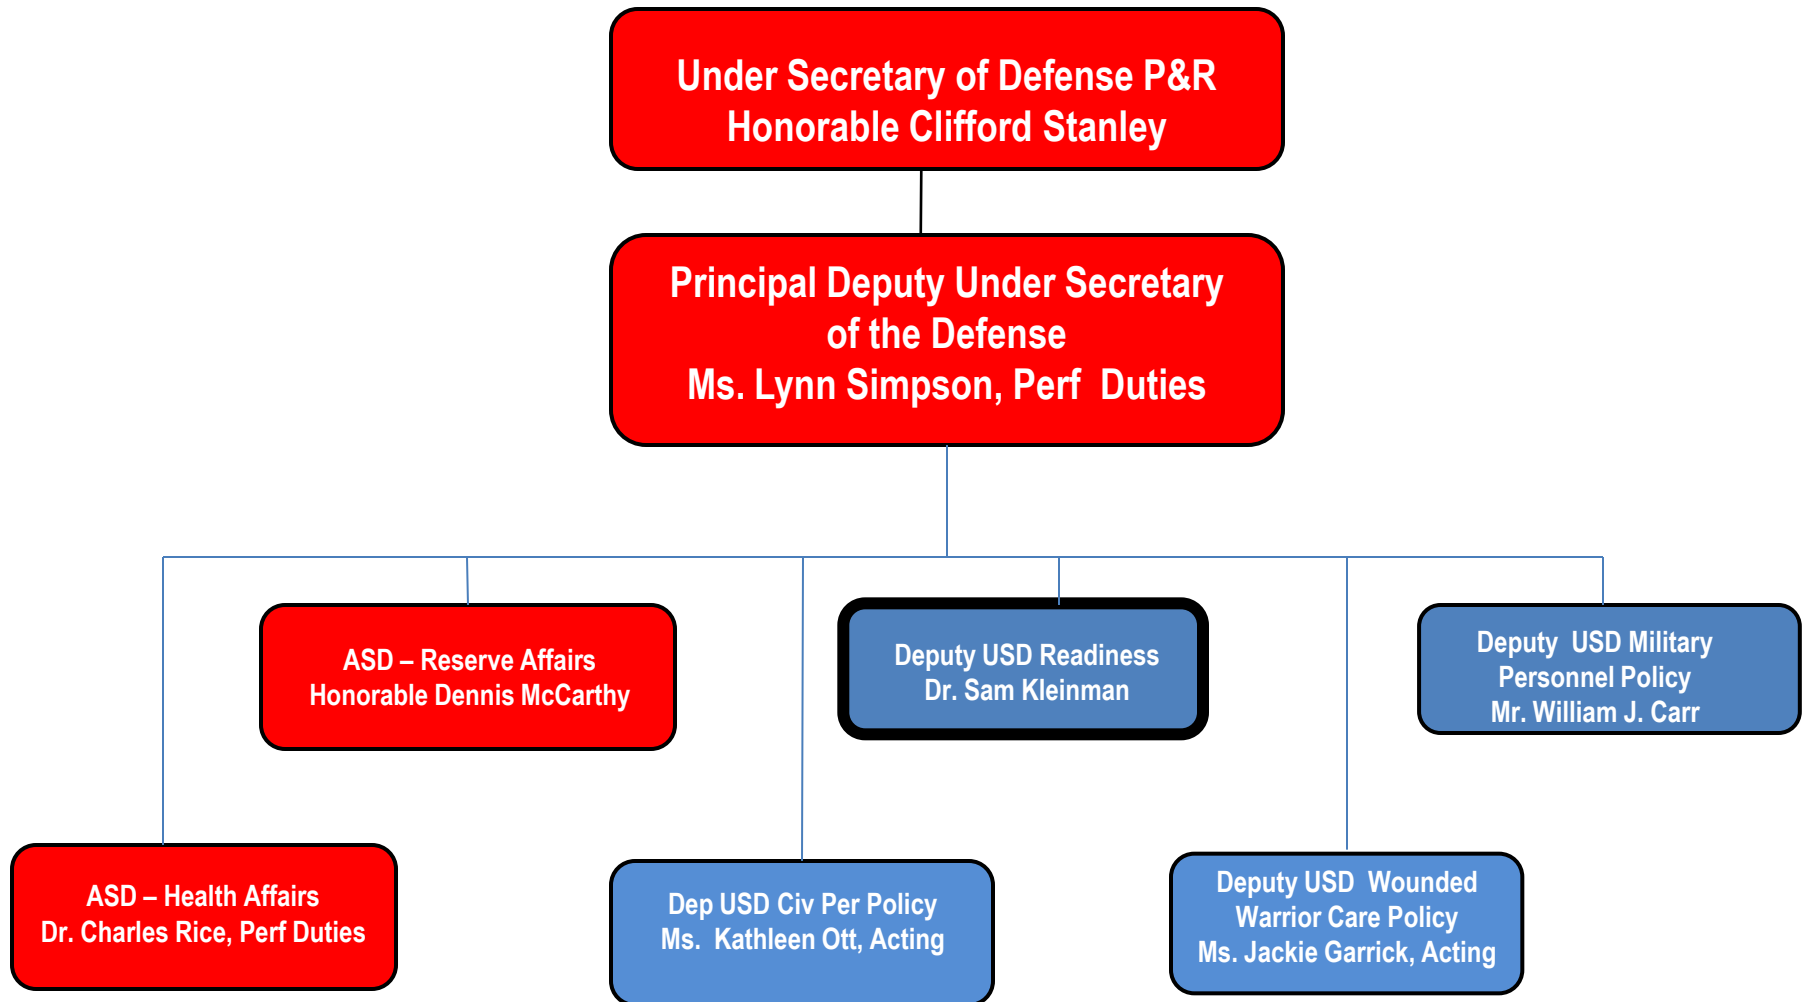 Under Secretary of Defense P&R
Honorable Clifford Stanley
Principal Deputy Under Secretary
of the Defense
Ms. Lynn Simpson, Perf  Duties
ASD – Reserve Affairs
Honorable Dennis McCarthy
Deputy USD Readiness
Dr. Sam Kleinman
Deputy  USD Military
Personnel Policy
Mr. William J. Carr
ASD – Health Affairs
Dr. Charles Rice, Perf Duties
Dep USD Civ Per Policy
Ms.  Kathleen Ott, Acting
Deputy USD  Wounded
Warrior Care Policy
Ms. Jackie Garrick, Acting